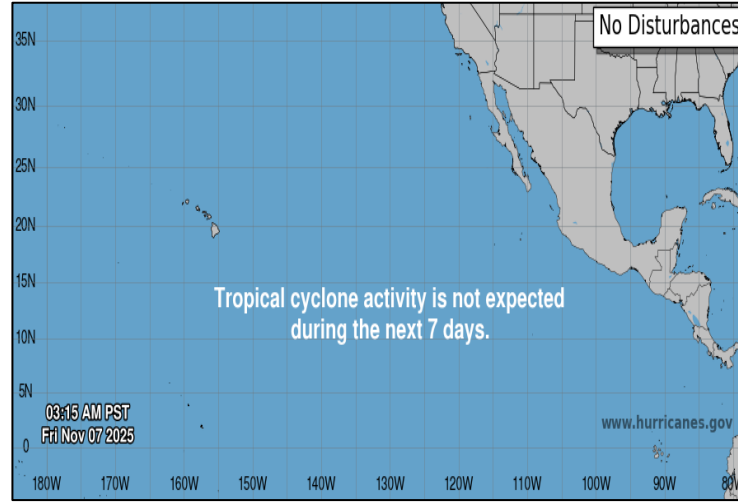 No Disturbances
35N
30N
25N
20N
15N
Tropical cyclone activity is not expected
during the next 7 days.
10N
5N
03:15 AM PST
Fri Nov 07 2025
www.hurricanes.gov
0
180W 170W 160W 150W 140W 130W 120W 110W 100W 90W 80W